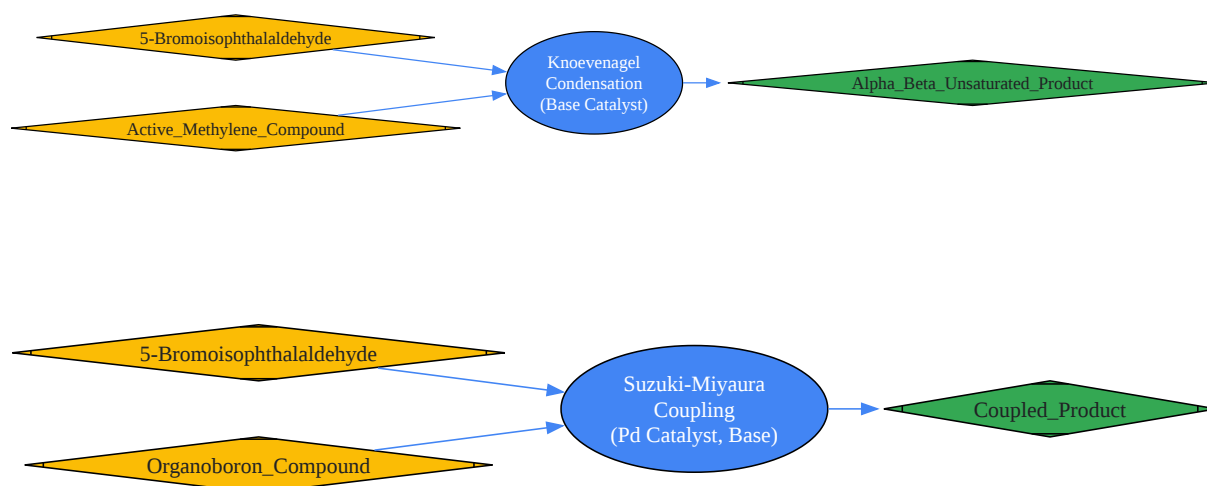 5-Bromoisophthalaldehyde
Active_Methylene_Compound
Knoevenagel
Condensation
(Base Catalyst)
Alpha_Beta_Unsaturated_Product
5-Bromoisophthalaldehyde
Organoboron_Compound
Suzuki-Miyaura
Coupling
(Pd Catalyst, Base)
Coupled_Product